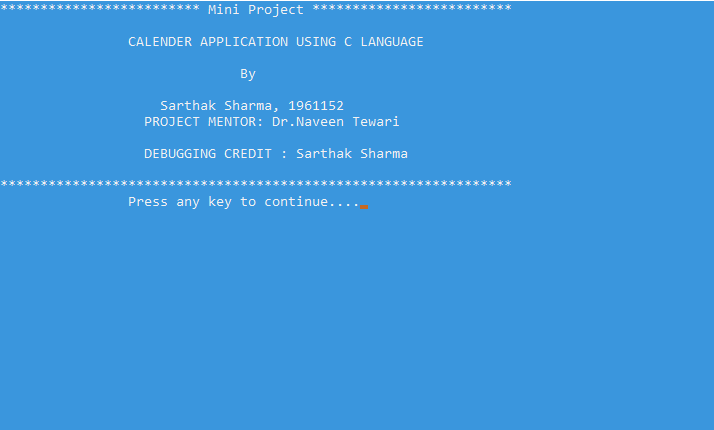 ************************* Mini Project *************************
CALENDER APPLICATION USING C LANGUAGE
By
Sarthak Sharma, 1961152
PROJECT MENTOR: Dr.Naveen Tewari
DEBUGGING CREDIT : Sarthak Sharma
****************************************************************
Press any key to continue....